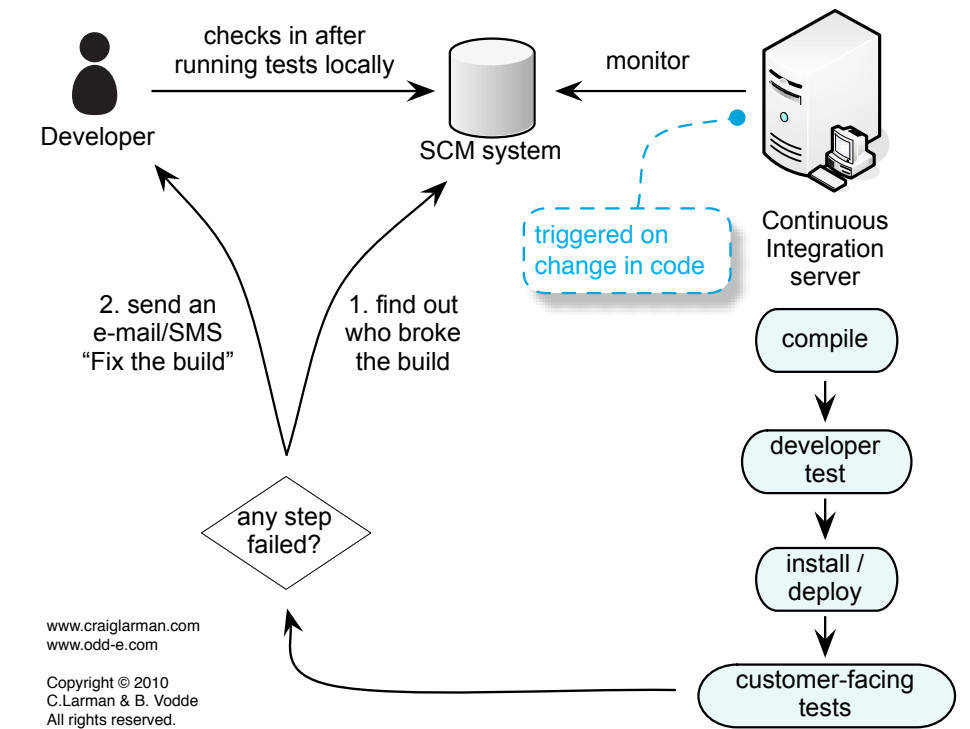 checks in after
running tests locally
monitor
Developer
SCM system
triggered on
change in code
Continuous
Integration
server
2. send an
e-mail/SMS
“Fix the build”
1. find out
who broke
the build
compile
developer
test
any step
failed?
install /
deploy
customer-facing
tests
www.craiglarman.com
www.odd-e.com
Copyright © 2010
C.Larman & B. Vodde
All rights reserved.